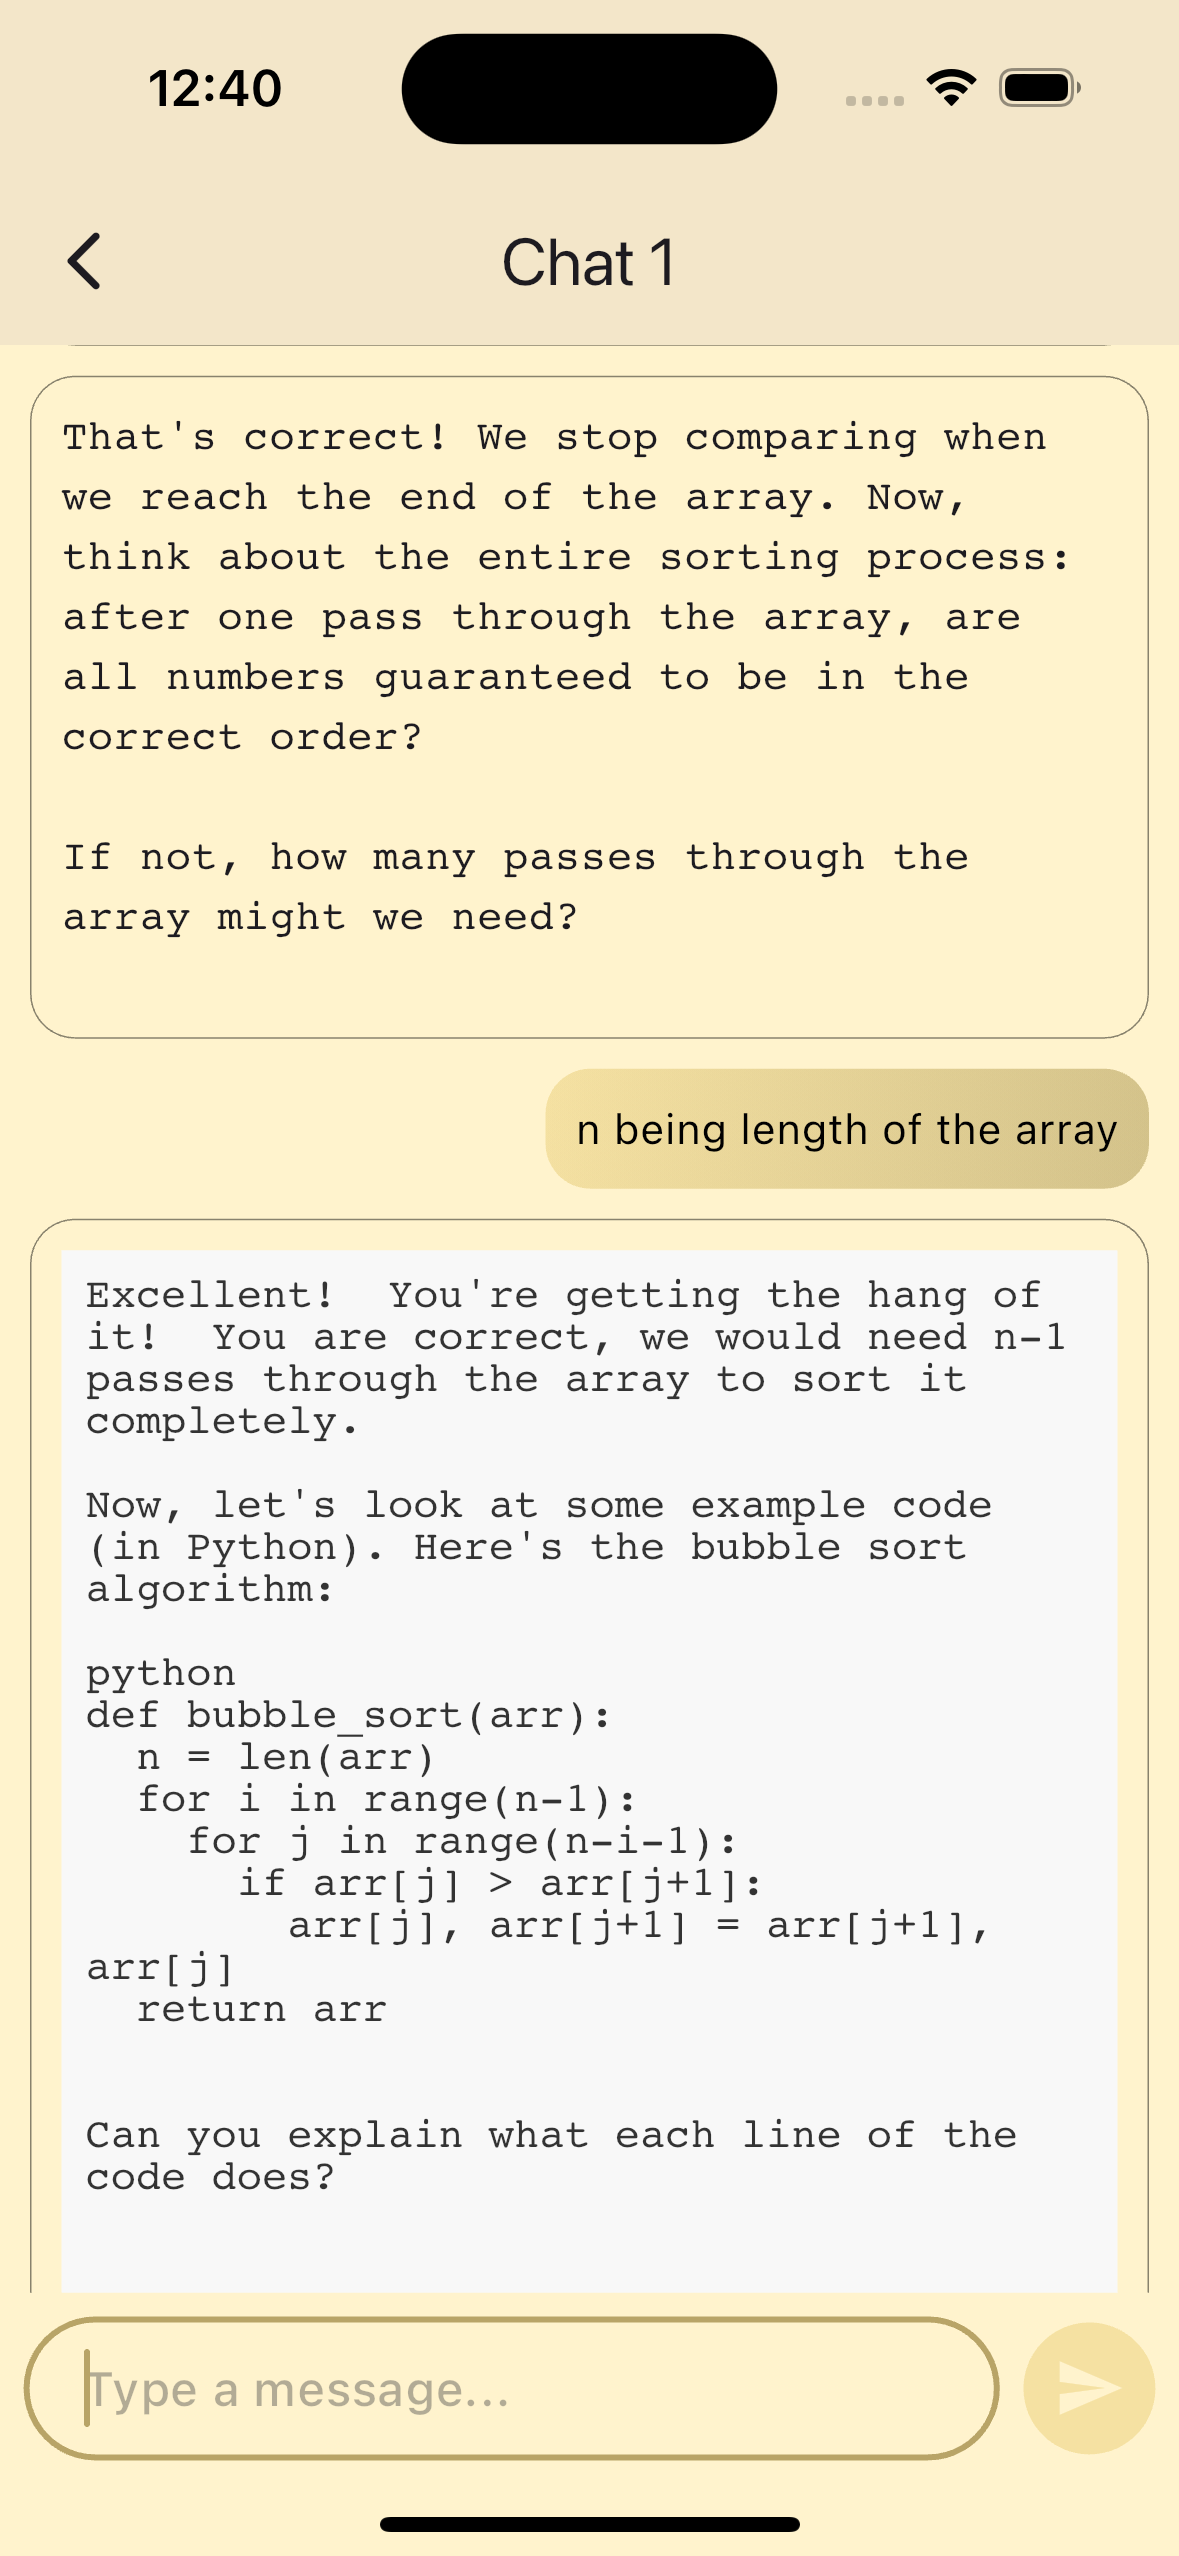 12:40
Chat 1
That's correct! We stop comparing when
we reach the end of the array. Now,
think about the entire sorting process:
after one pass through the array, are
all numbers guaranteed to be in the
correct order?
If not, how many passes through the
array might we need?
n being length of the array
Excellent!  You're getting the hang of
it!  You are correct, we would need n-1
passes through the array to sort it
completely.
Now, let's look at some example code
(in Python). Here's the bubble sort
algorithm:
python
def bubble_sort(arr):
  n = len(arr)
  for i in range(n-1):
    for j in range(n-i-1):
      if arr[j] > arr[j+1]:
        arr[j], arr[j+1] = arr[j+1],
arr[j]
  return arr
Can you explain what each line of the
code does?
Type a message...